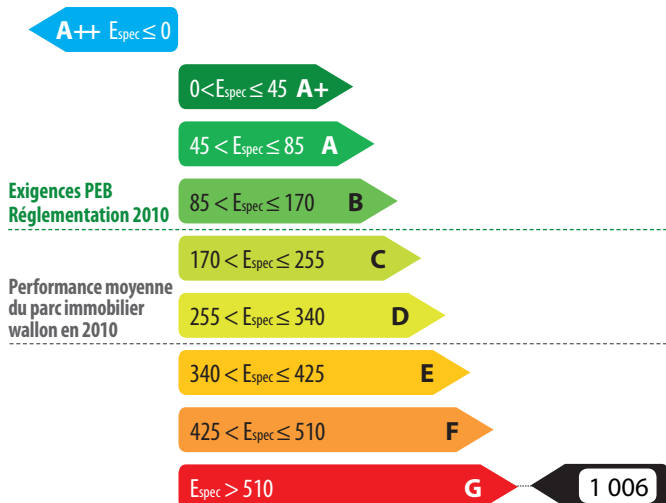 A++ Espec ≤ 0
0 < Espec ≤ 45 A+
45 < Espec ≤ 85 A
Exigences PEB
Réglementation 2010
85 < Espec ≤ 170 B
170 < Espec ≤ 255 C
Performance moyenne
du parc immobilier
wallon en 2010
255 < Espec ≤ 340 D
340 < Espec ≤ 425 E
425 < Espec ≤ 510 F
Espec > 510 G
1 006